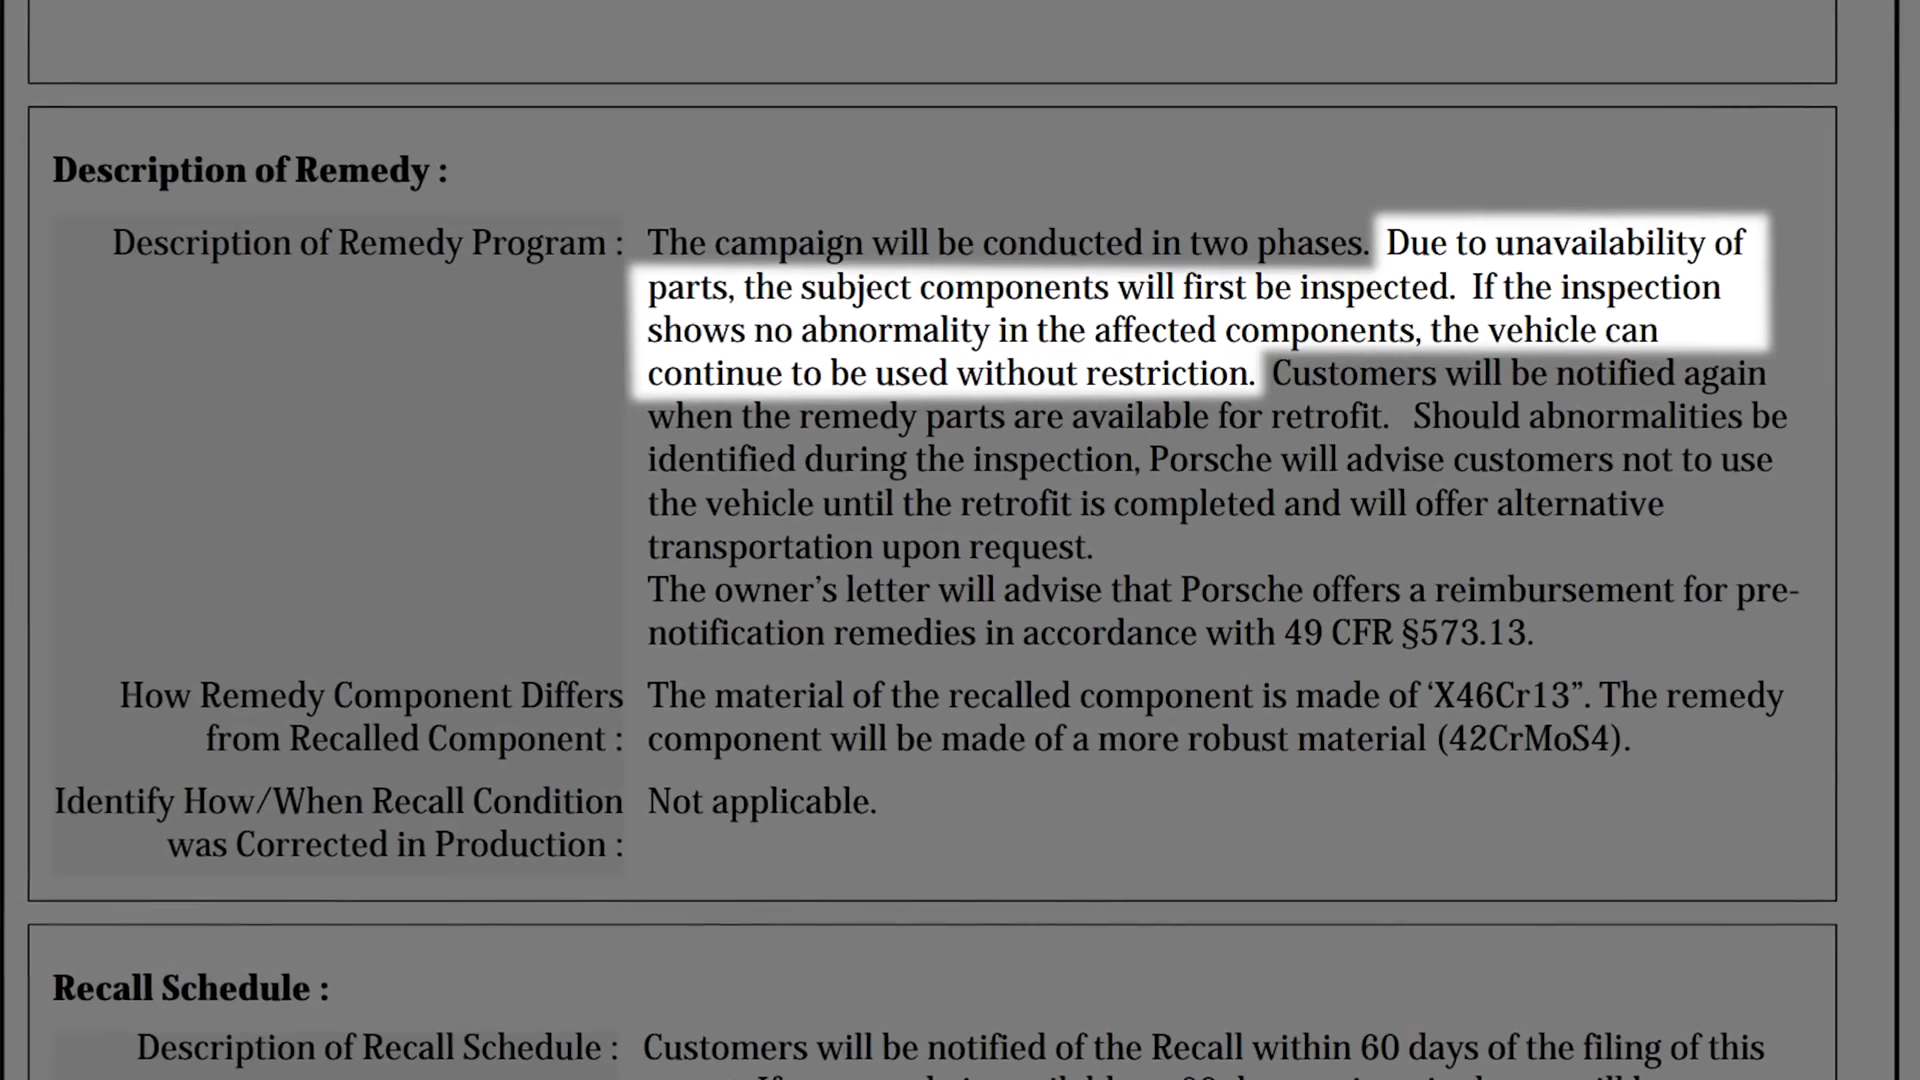 Description of Remedy :
Description of Remedy Program : The campaign will be conducted in two phases. Due to unavailability of
parts, the subject components will first be inspected. If the inspection
shows no abnormality in the affected components, the vehicle can
continue to be used without restriction. Customers will be notified again
when the remedy parts are available for retrofit. Should abnormalities be
identified during the inspection, Porsche will advise customers not to use
the vehicle until the retrofit is completed and will offer alternative
transportation upon request.
The owner’s letter will advise that Porsche offers a reimbursement for pre-
notification remedies in accordance with 49 CFR §573.13.
How Remedy Component Differs The material of the recalled component is made of ‘X46Cr13”. The remedy
from Recalled Component : component will be made of a more robust material (42CrMoS4).
Identify How/When Recall Condition Not applicable.
was Corrected in Production :
Recall Schedule :
Description of Recall Schedule : Customers will be notified of the Recall within 60 days of the filing of this